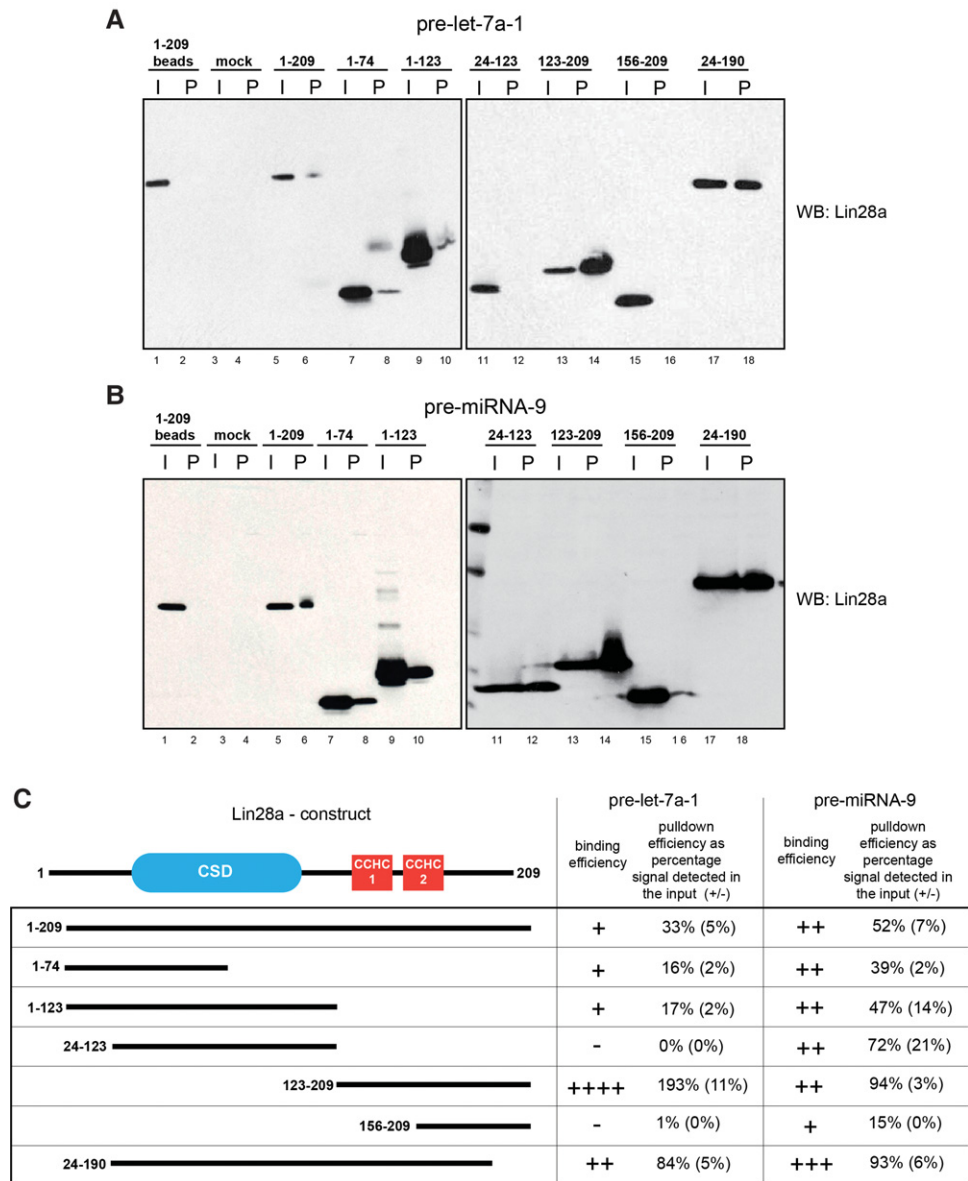 A
pre-let-7a-1
1-209 beads mock 1-209 1-74 1-123 24-123 123-209 156-209 24-190
I P I P I P I P I P I P I P I P I P
WB: Lin28a
1 2 3 4 5 6 7 8 9 10 11 12 13 14 15 16 17 18
B
pre-miRNA-9
1-209 beads mock 1-209 1-74 1-123 24-123 123-209 156-209 24-190
I P I P I P I P I P I P I P I P I P
WB: Lin28a
1 2 3 4 5 6 7 8 9 10 11 12 13 14 15 1 6 17 18
C
Lin28a - construct
pre-let-7a-1 pre-miRNA-9
binding efficiency
pulldown efficiency as percentage signal detected in the input (+/-)
binding efficiency
pulldown efficiency as percentage signal detected in the input (+/-)
1 CSD CCHC 1 CCHC 2 209
1-209 + 33% (5%) ++ 52% (7%)
1-74 + 16% (2%) ++ 39% (2%)
1-123 + 17% (2%) ++ 47% (14%)
24-123 - 0% (0%) ++ 72% (21%)
123-209 ++++ 193% (11%) ++ 94% (3%)
156-209 - 1% (0%) + 15% (0%)
24-190 ++ 84% (5%) +++ 93% (6%)